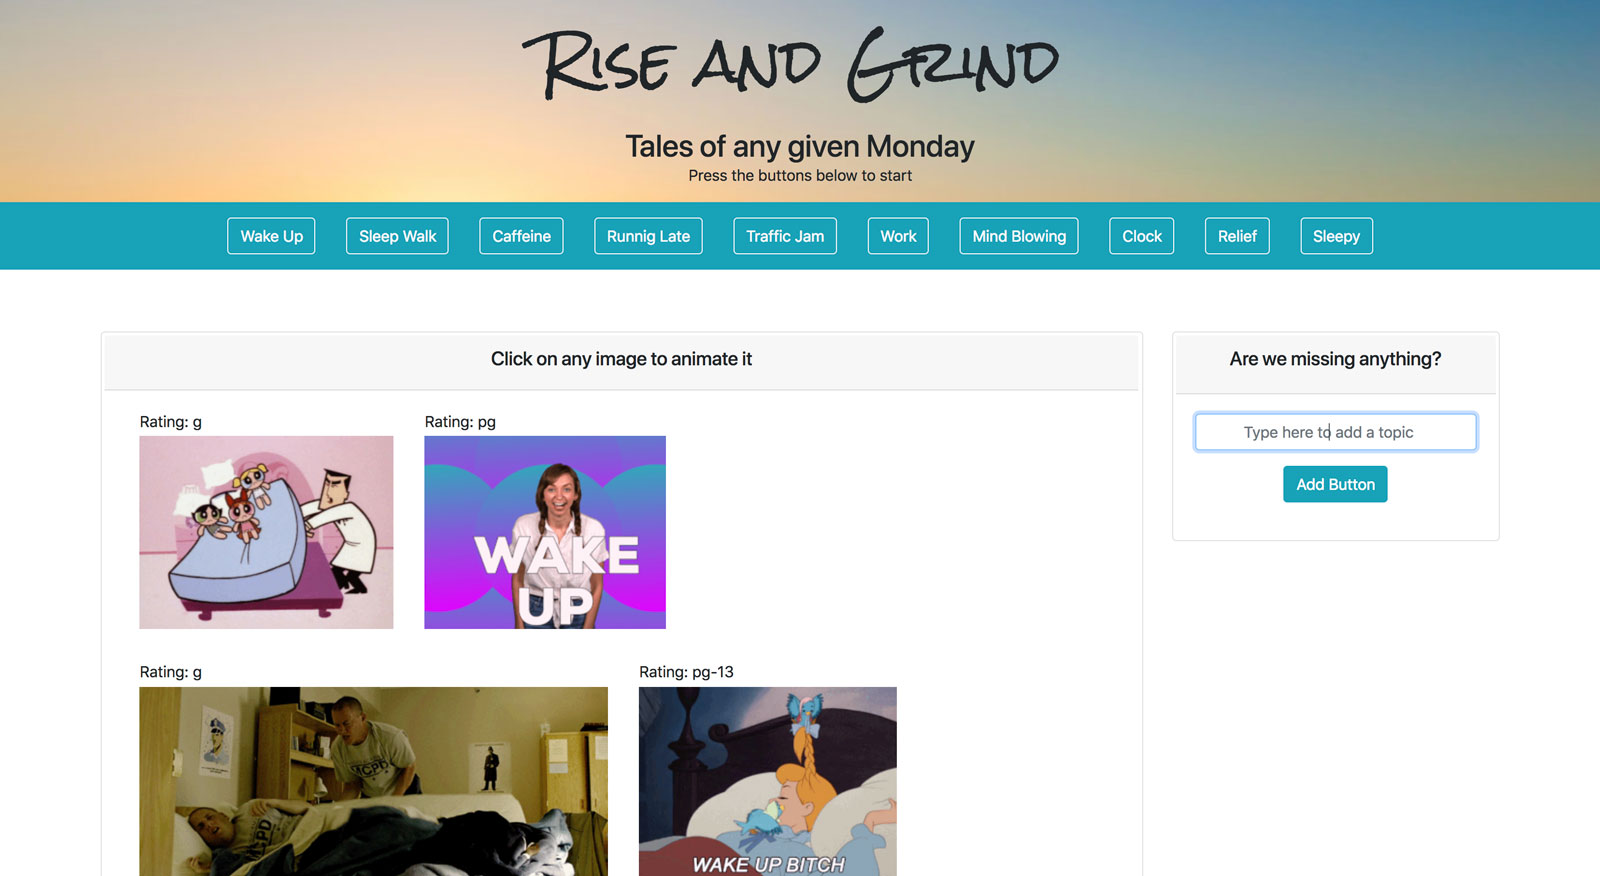 Rise and Grind
Tales of any given Monday
Press the buttons below to start
Wake Up Sleep Walk Caffeine Runnig Late Traffic Jam Work Mind Blowing Clock Relief Sleepy
Click on any image to animate it
Are we missing anything?
Type here to add a topic
Add Button
Rating: g
Rating: pg
WAKE
UP
Rating: g
Rating: pg-13
MCPD
WAKE UP BITCH